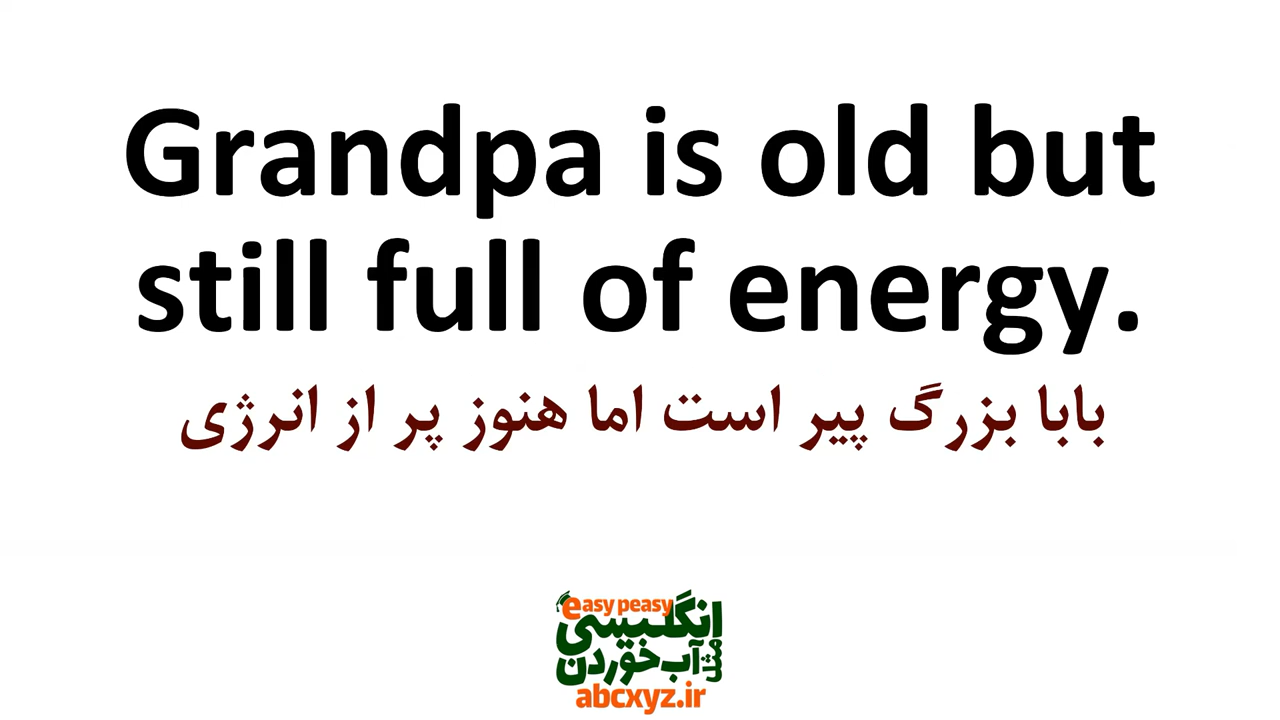 Grandpa is old but
still full of energy.
بابا بزرگ پیر است اما هنوز پر از انرژی
easy peasy
انگلیسی
مثل آب خوردن
abcxyz.ir